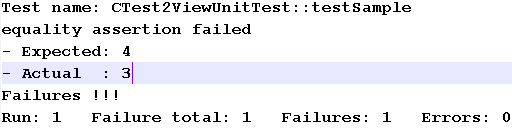 Test name: CTest2ViewUnitTest::testSample
equality assertion failed
- Expected: 4
- Actual  : 3
Failures !!!
Run: 1   Failure total: 1   Failures: 1   Errors: 0